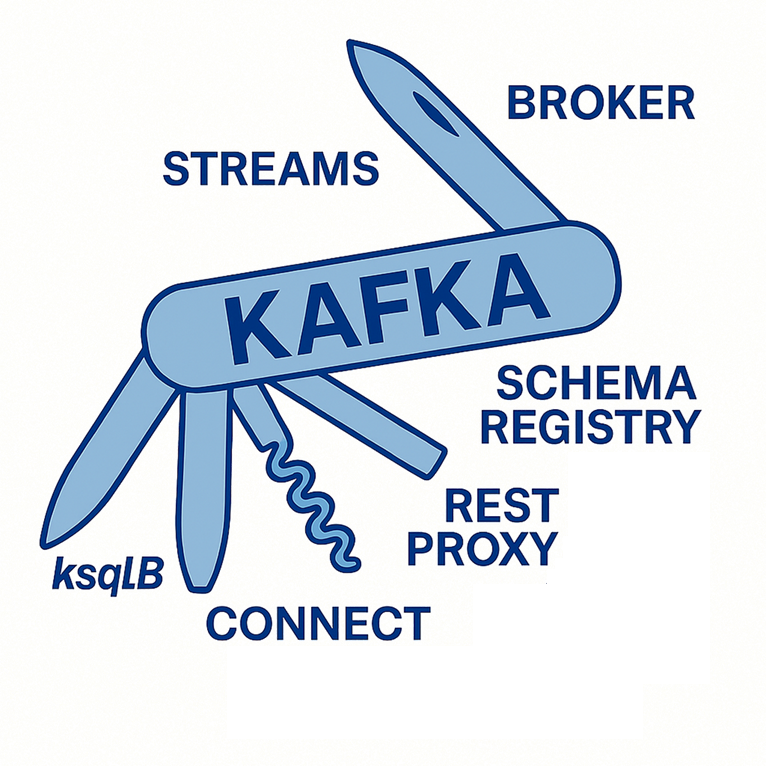 BROKER
STREAMS
KAFKA
SCHEMA
REGISTRY
REST
PROXY
ksqLB
CONNECT